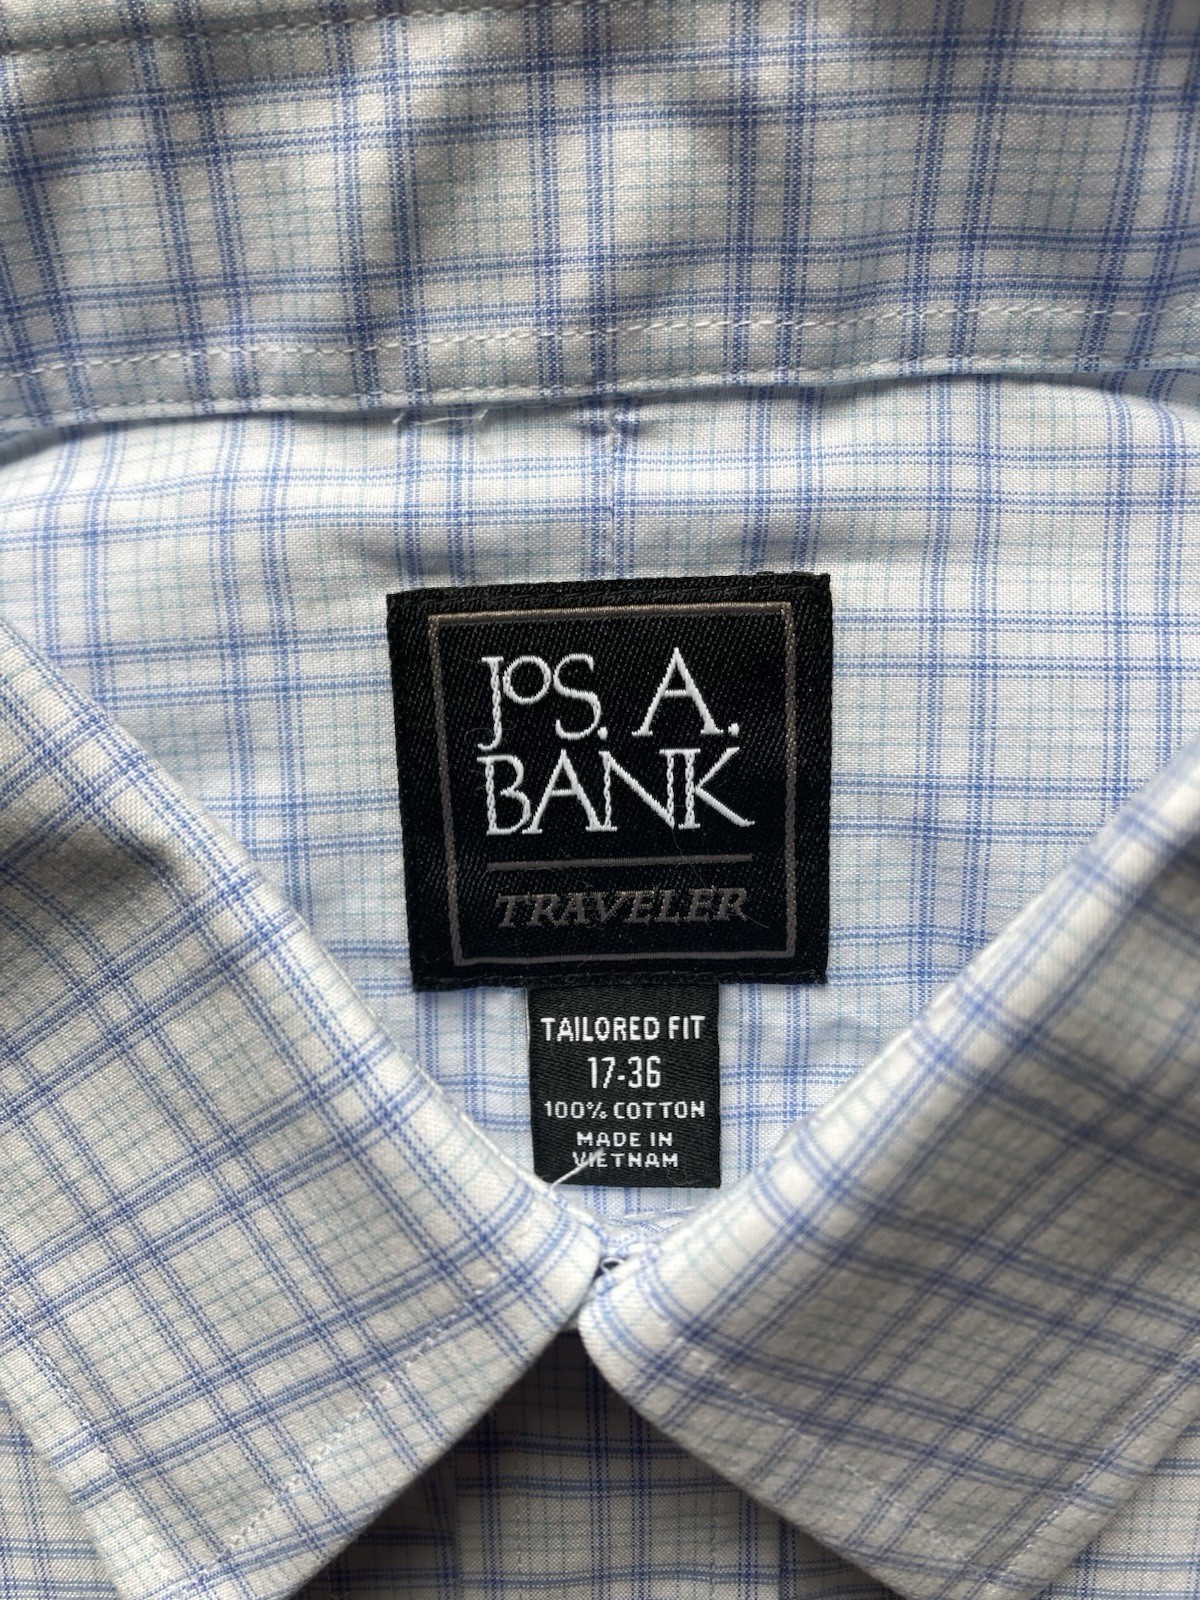 JOS. A.
BANK
TRAVELER
TAILORED FIT
17-36
100% COTTON
MADE IN
VIETNAM